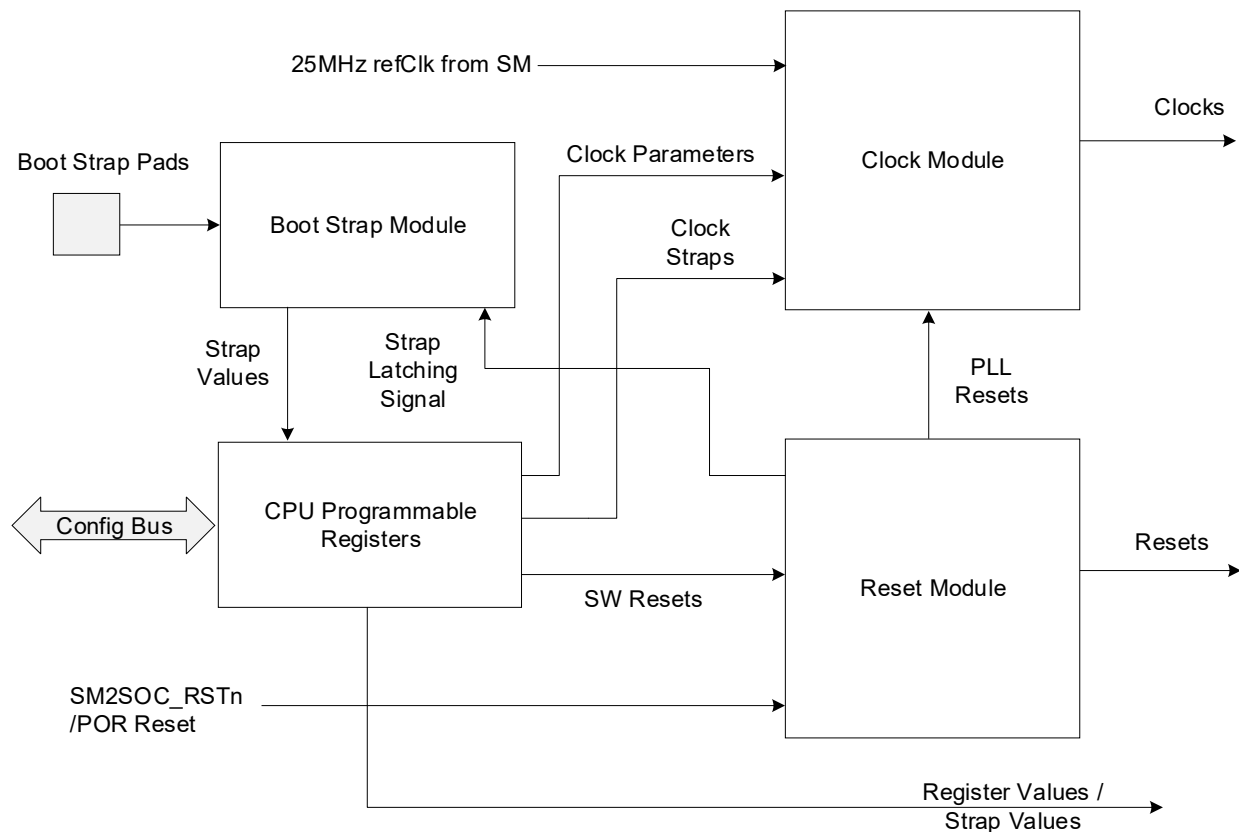 25MHz refClk from SM
Clocks
Boot Strap Pads
Clock Parameters
Clock Module
Boot Strap Module
Clock
Straps
Strap
Values
Strap
Latching
Signal
PLL
Resets
Config Bus
CPU Programmable
Registers
Resets
SW Resets
Reset Module
SM2SOC_RSTn
/POR Reset
Register Values /
Strap Values